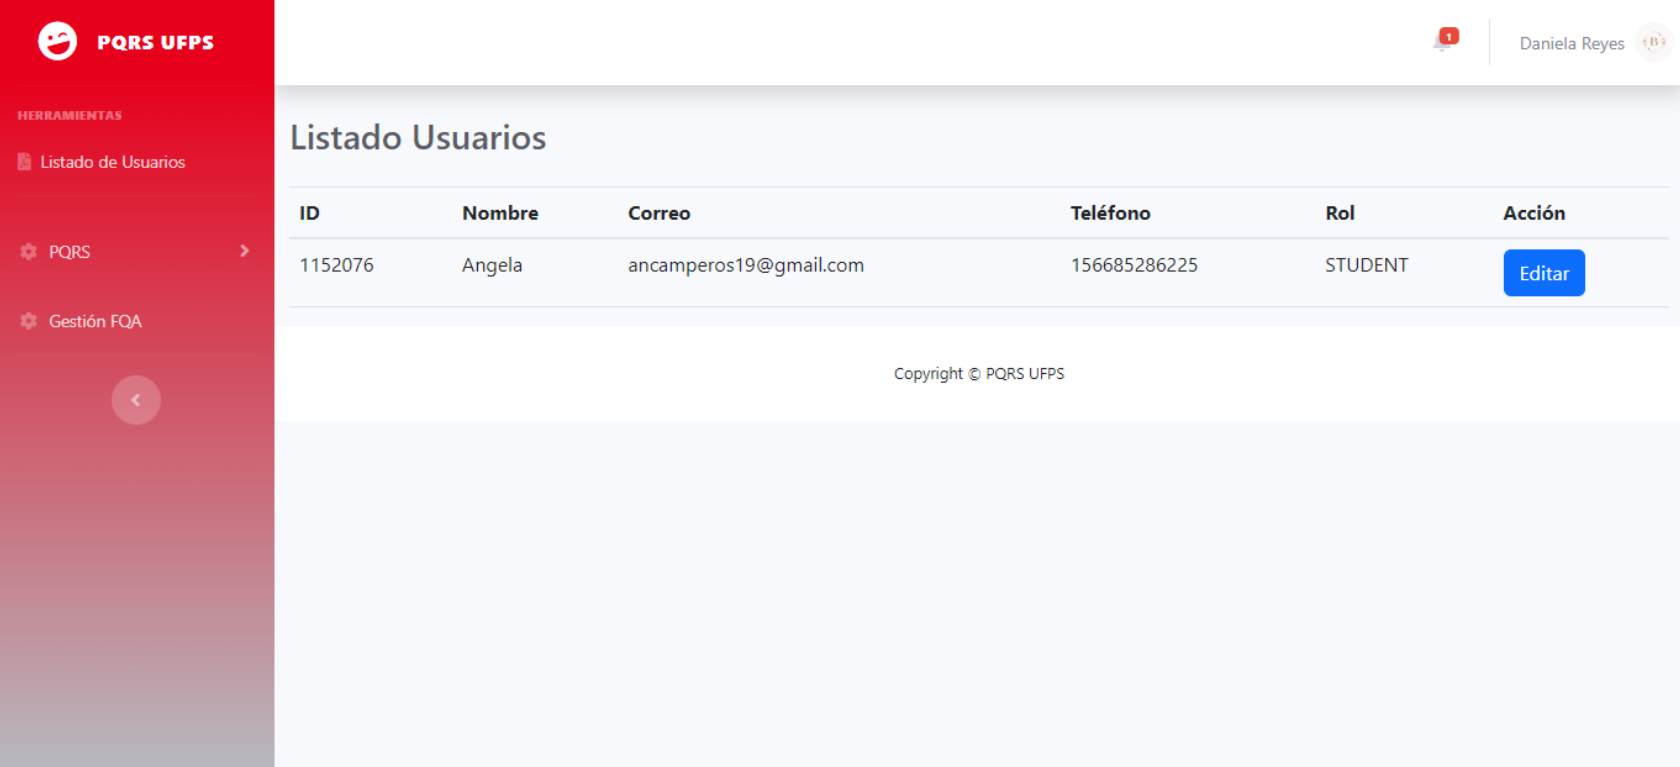 PQRS UFPS
1
Daniela Reyes
B
HERRAMIENTAS
Listado de Usuarios
PQRS
Gestión FQA
Listado Usuarios
ID Nombre Correo Teléfono Rol Acción
1152076 Angela ancamperos19@gmail.com 156685286225 STUDENT Editar
Copyright © PQRS UFPS